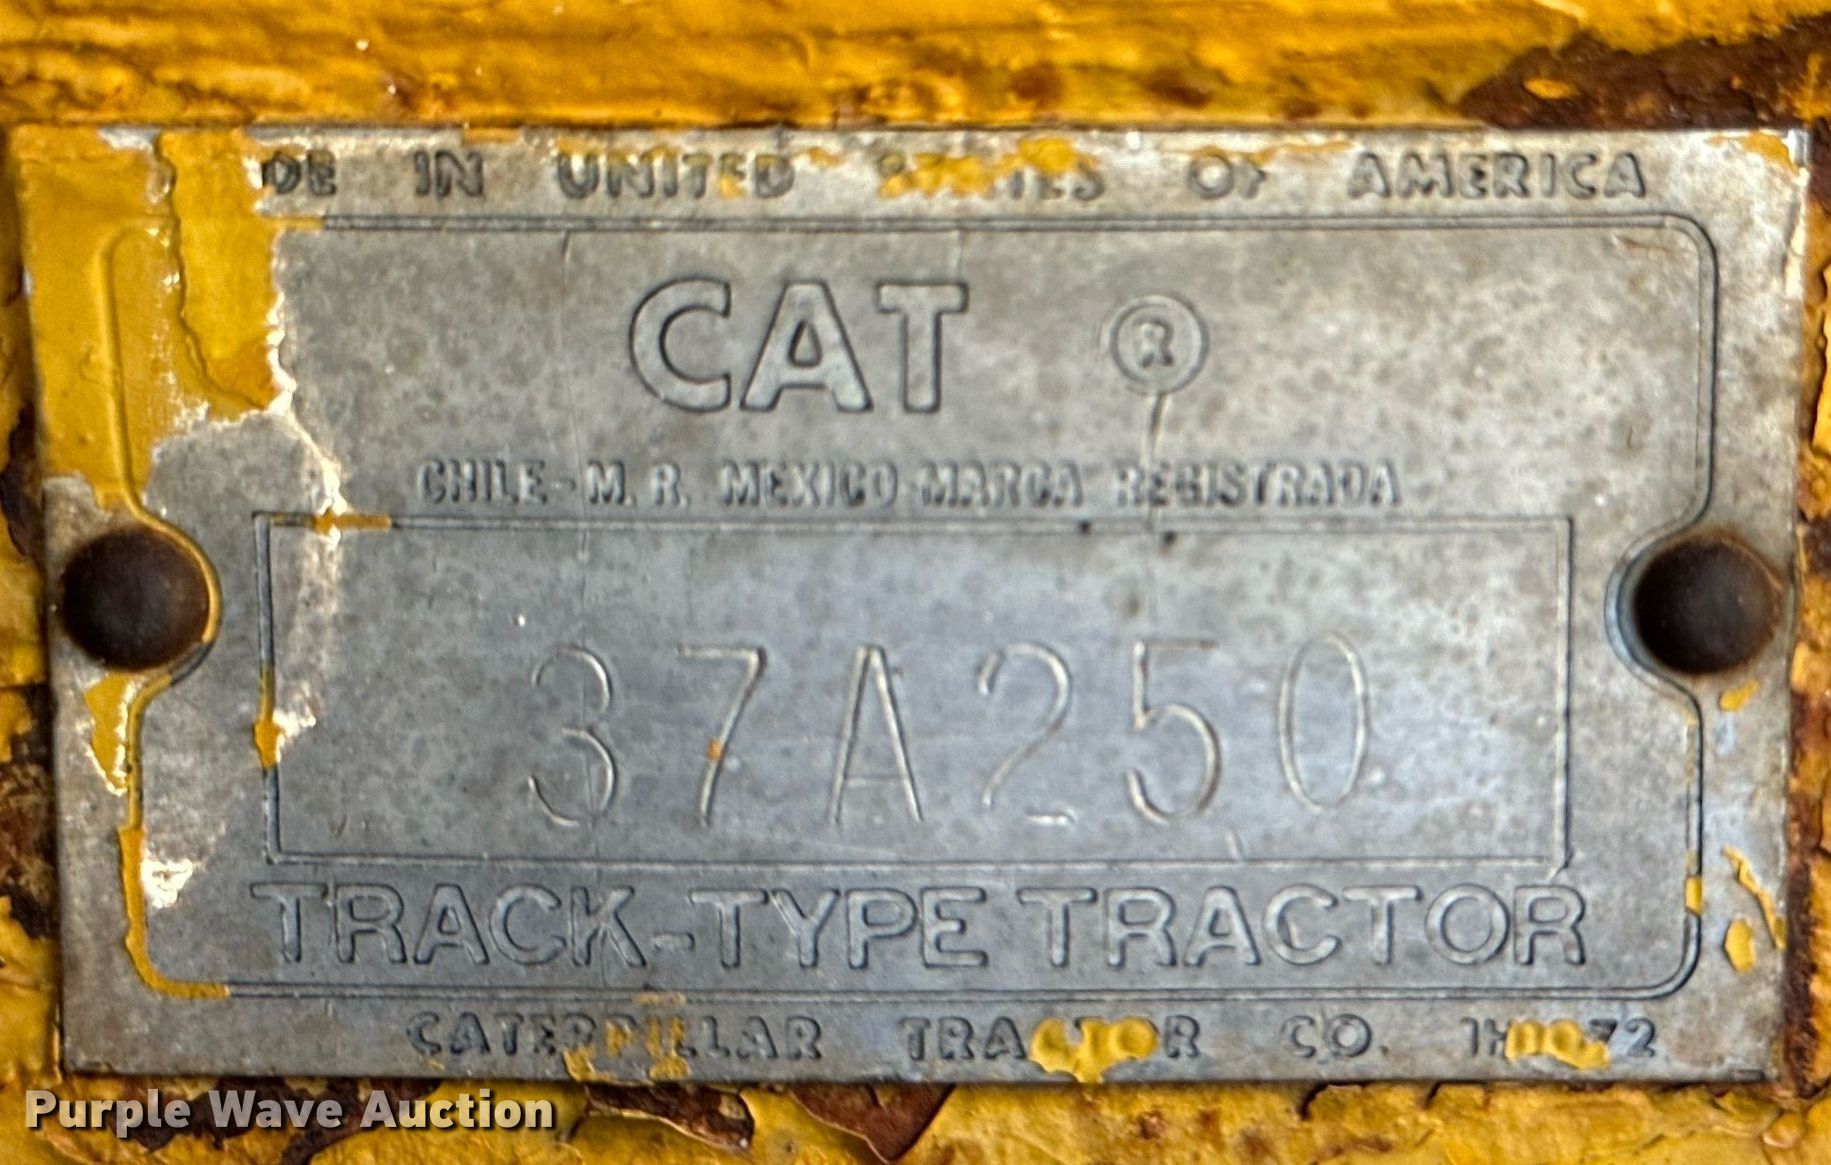 DE IN UNITED STATES OF AMERICA
CAT ®
CHILE-M. R. MEXICO-MARCA REGISTRADA
37A250
TRACK-TYPE TRACTOR
CATERPILLAR TRACTOR CO.
Purple Wave Auction